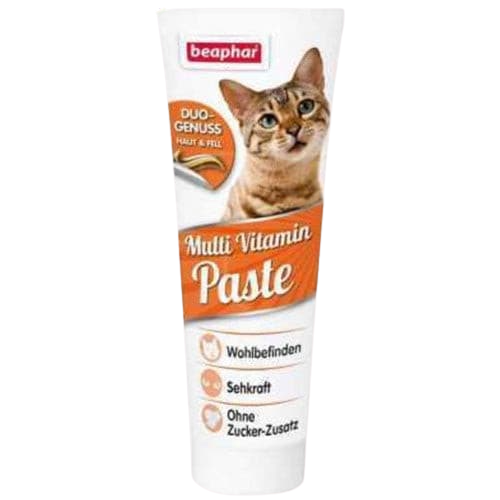 beaphar
DUO-
GENUSS
HAUT & FELL
Multi Vitamin
Paste
Wohlbefinden
Sehkraft
Ohne
Zucker-Zusatz